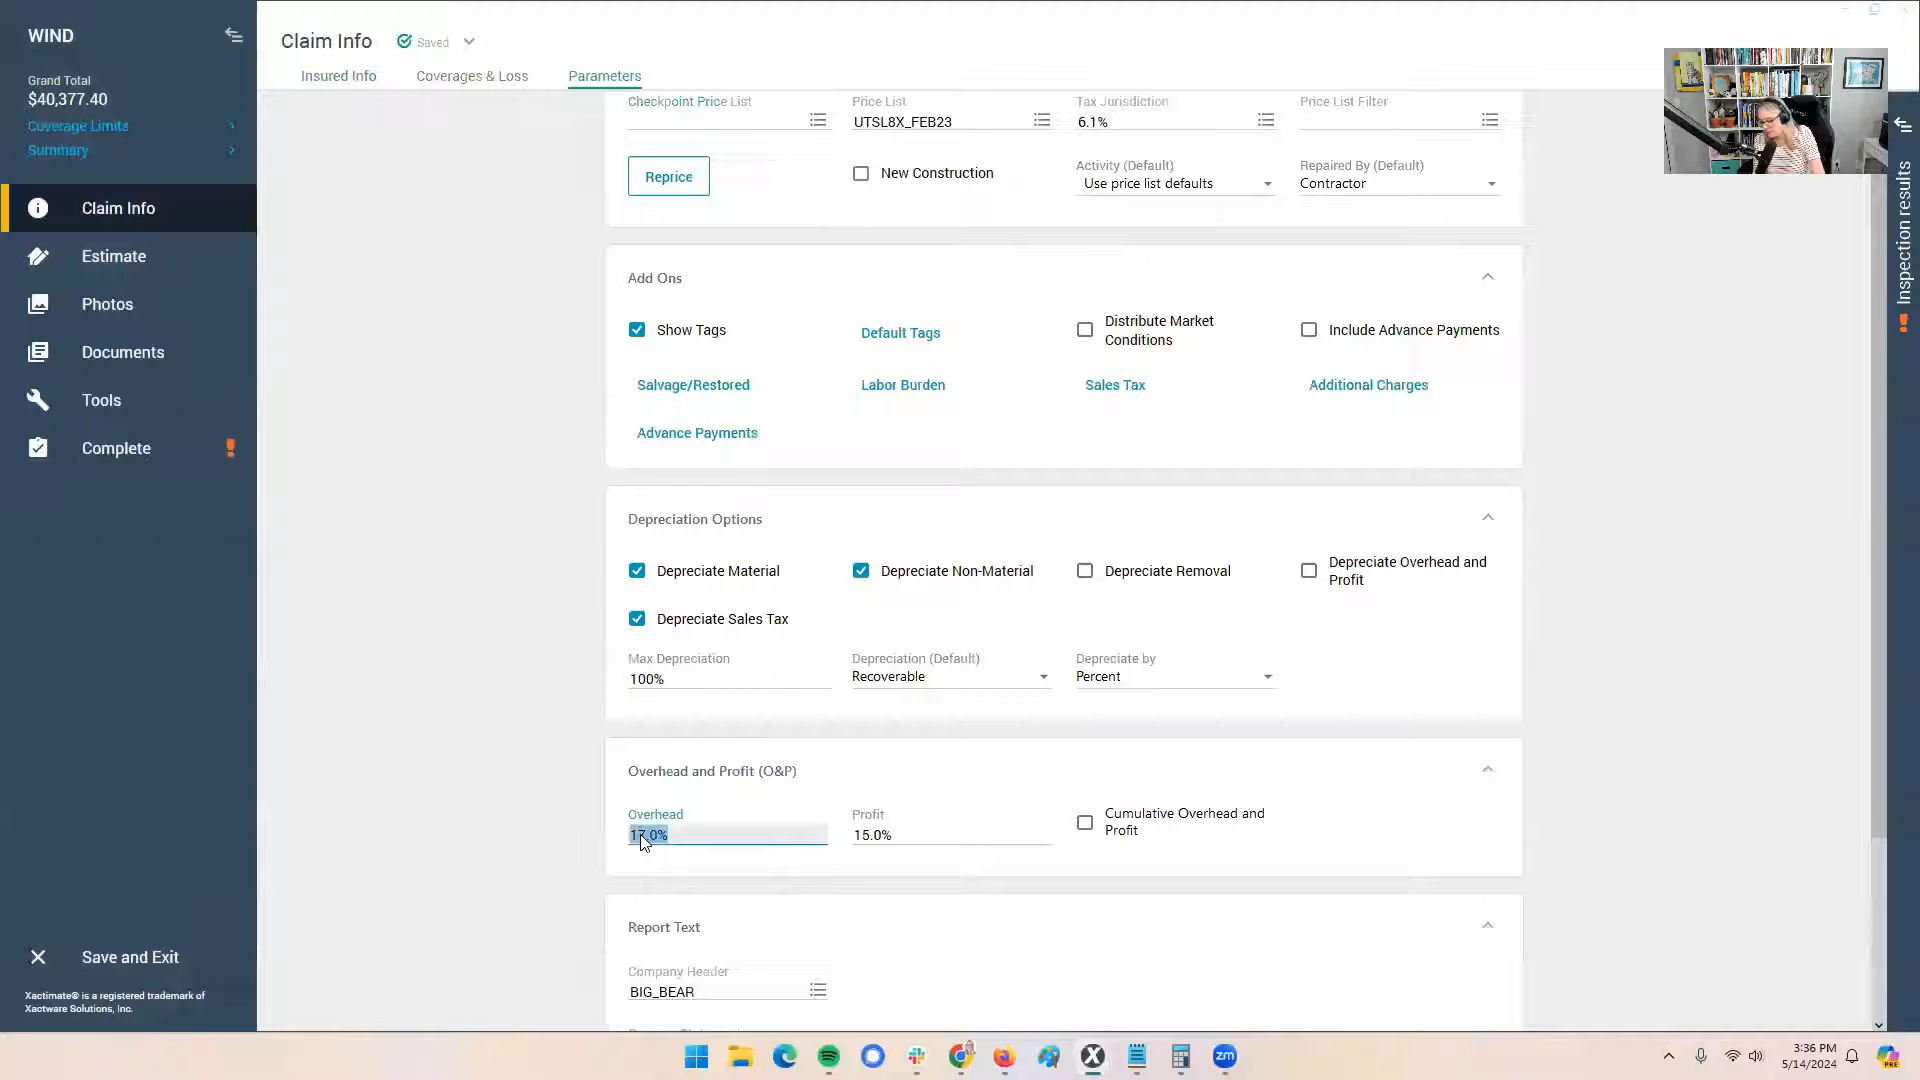 WIND
Grand Total
$40,377.40
Coverage Limits
Summary
Claim Info
Estimate
Photos
Documents
Tools
Complete
Save and Exit
Xactimate® is a registered trademark of
Xactware Solutions, Inc.
Claim Info
Saved
Insured Info
Coverages & Loss
Parameters
Checkpoint Price List
Price List
UTSL8X_FEB23
Tax Jurisdiction
6.1%
Price List Filter
Reprice
New Construction
Activity (Default)
Use price list defaults
Repaired By (Default)
Contractor
Add Ons
Show Tags
Default Tags
Distribute Market
Conditions
Include Advance Payments
Salvage/Restored
Labor Burden
Sales Tax
Additional Charges
Advance Payments
Depreciation Options
Depreciate Material
Depreciate Non-Material
Depreciate Removal
Depreciate Overhead and
Profit
Depreciate Sales Tax
Max Depreciation
100%
Depreciation (Default)
Recoverable
Depreciate by
Percent
Overhead and Profit (O&P)
Overhead
17.0%
Profit
15.0%
Cumulative Overhead and
Profit
Report Text
Company Header
BIG_BEAR
Inspection results
zm
3:36 PM
5/14/2024
PRE